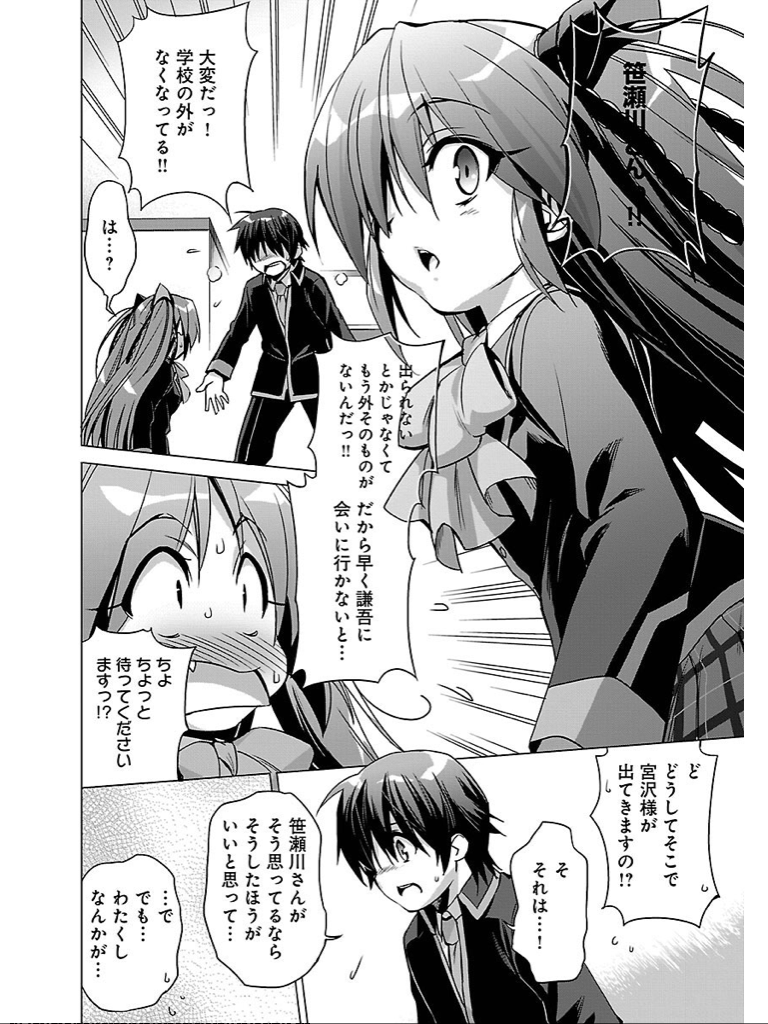 笹瀬川さんっ!!
大変だっ!
学校の外が
なくなってる!!
は…?
出られない
とかじゃなくて
もう外そのものが
ないんだっ!!
だから早く謙吾に
会いに行かないと…
ちょ
ちょっと
待ってください
ますっ!?
ど
どうしてそこで
宮沢様が
出てきますの!?
そ
それは…!
笹瀬川さんが
そう思ってるなら
そうしたほうが
いいと思って…
…で
でも…
わたくし
なんかが…